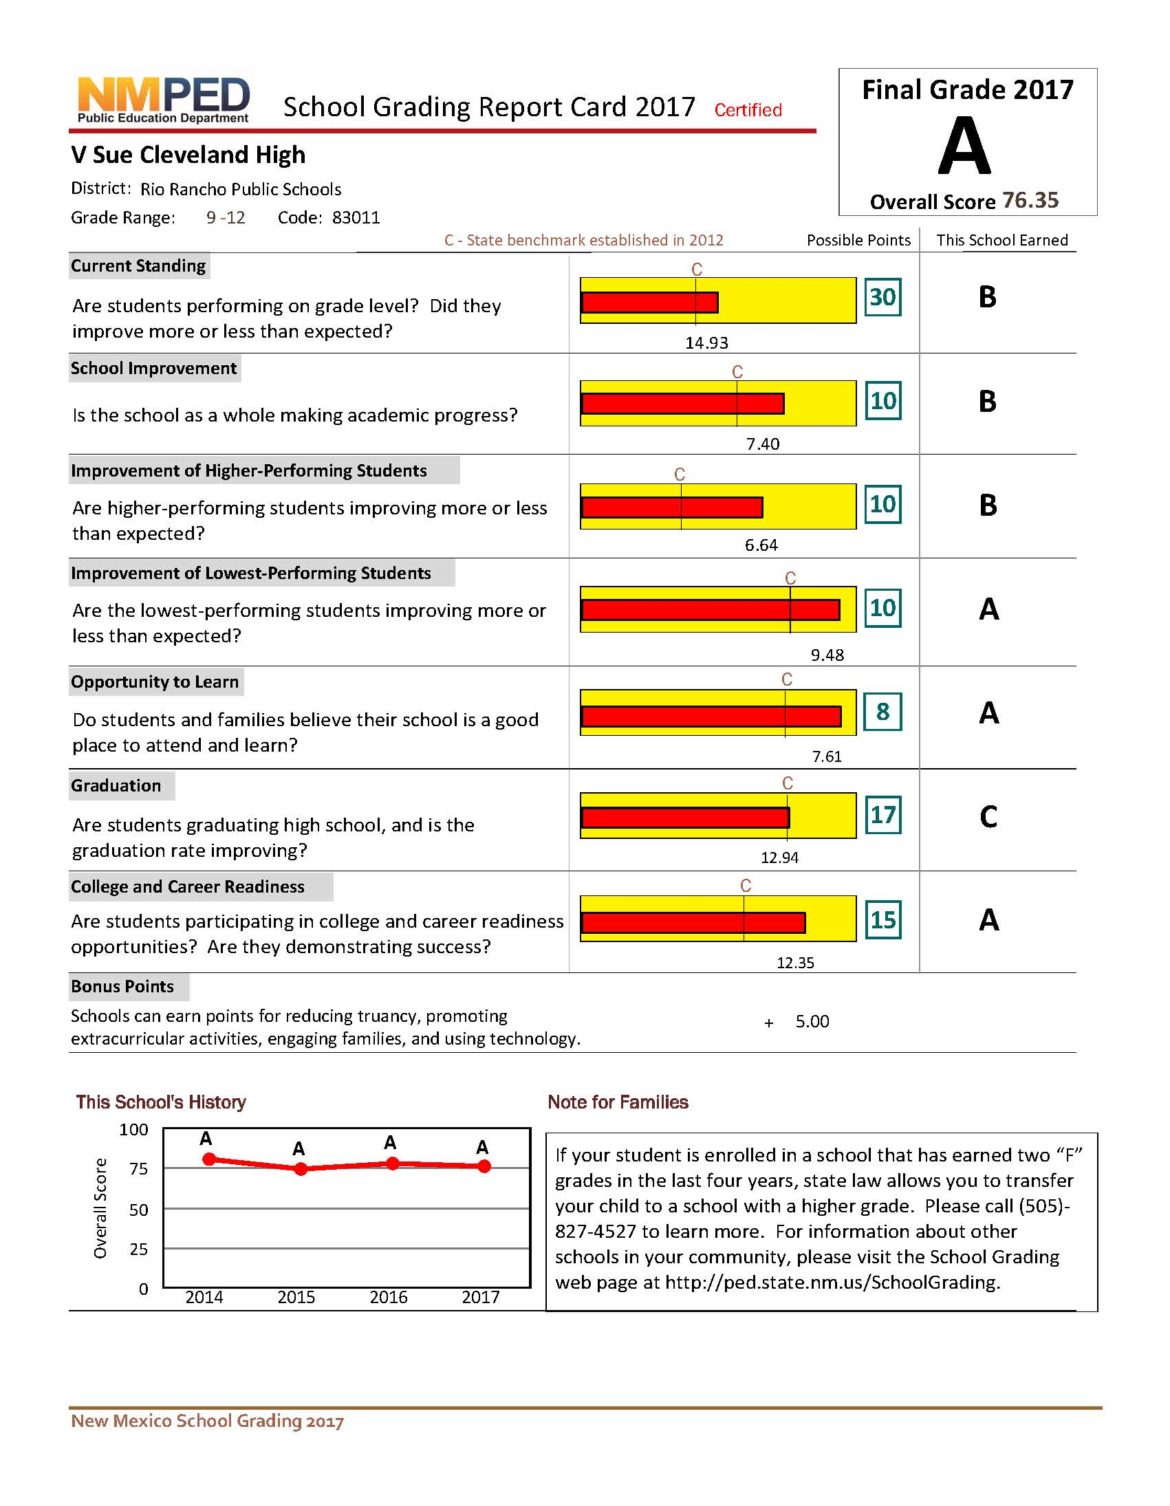 NMPED
Public Education Department
School Grading Report Card 2017 Certified
Final Grade 2017
A
Overall Score 76.35
V Sue Cleveland High
District: Rio Rancho Public Schools
Grade Range: 9 -12 Code: 83011
C - State benchmark established in 2012 Possible Points This School Earned
Current Standing
Are students performing on grade level? Did they
improve more or less than expected?
C
14.93
30
B
School Improvement
Is the school as a whole making academic progress?
C
7.40
10
B
Improvement of Higher-Performing Students
Are higher-performing students improving more or less
than expected?
C
6.64
10
B
Improvement of Lowest-Performing Students
Are the lowest-performing students improving more or
less than expected?
C
9.48
10
A
Opportunity to Learn
Do students and families believe their school is a good
place to attend and learn?
C
7.61
8
A
Graduation
Are students graduating high school, and is the
graduation rate improving?
C
12.94
17
C
College and Career Readiness
Are students participating in college and career readiness
opportunities? Are they demonstrating success?
C
12.35
15
A
Bonus Points
Schools can earn points for reducing truancy, promoting
extracurricular activities, engaging families, and using technology.
+ 5.00
This School's History
Overall Score
100
75
50
25
0
A A A A
2014 2015 2016 2017
Note for Families
If your student is enrolled in a school that has earned two “F”
grades in the last four years, state law allows you to transfer
your child to a school with a higher grade. Please call (505)-
827-4527 to learn more. For information about other
schools in your community, please visit the School Grading
web page at http://ped.state.nm.us/SchoolGrading.
New Mexico School Grading 2017